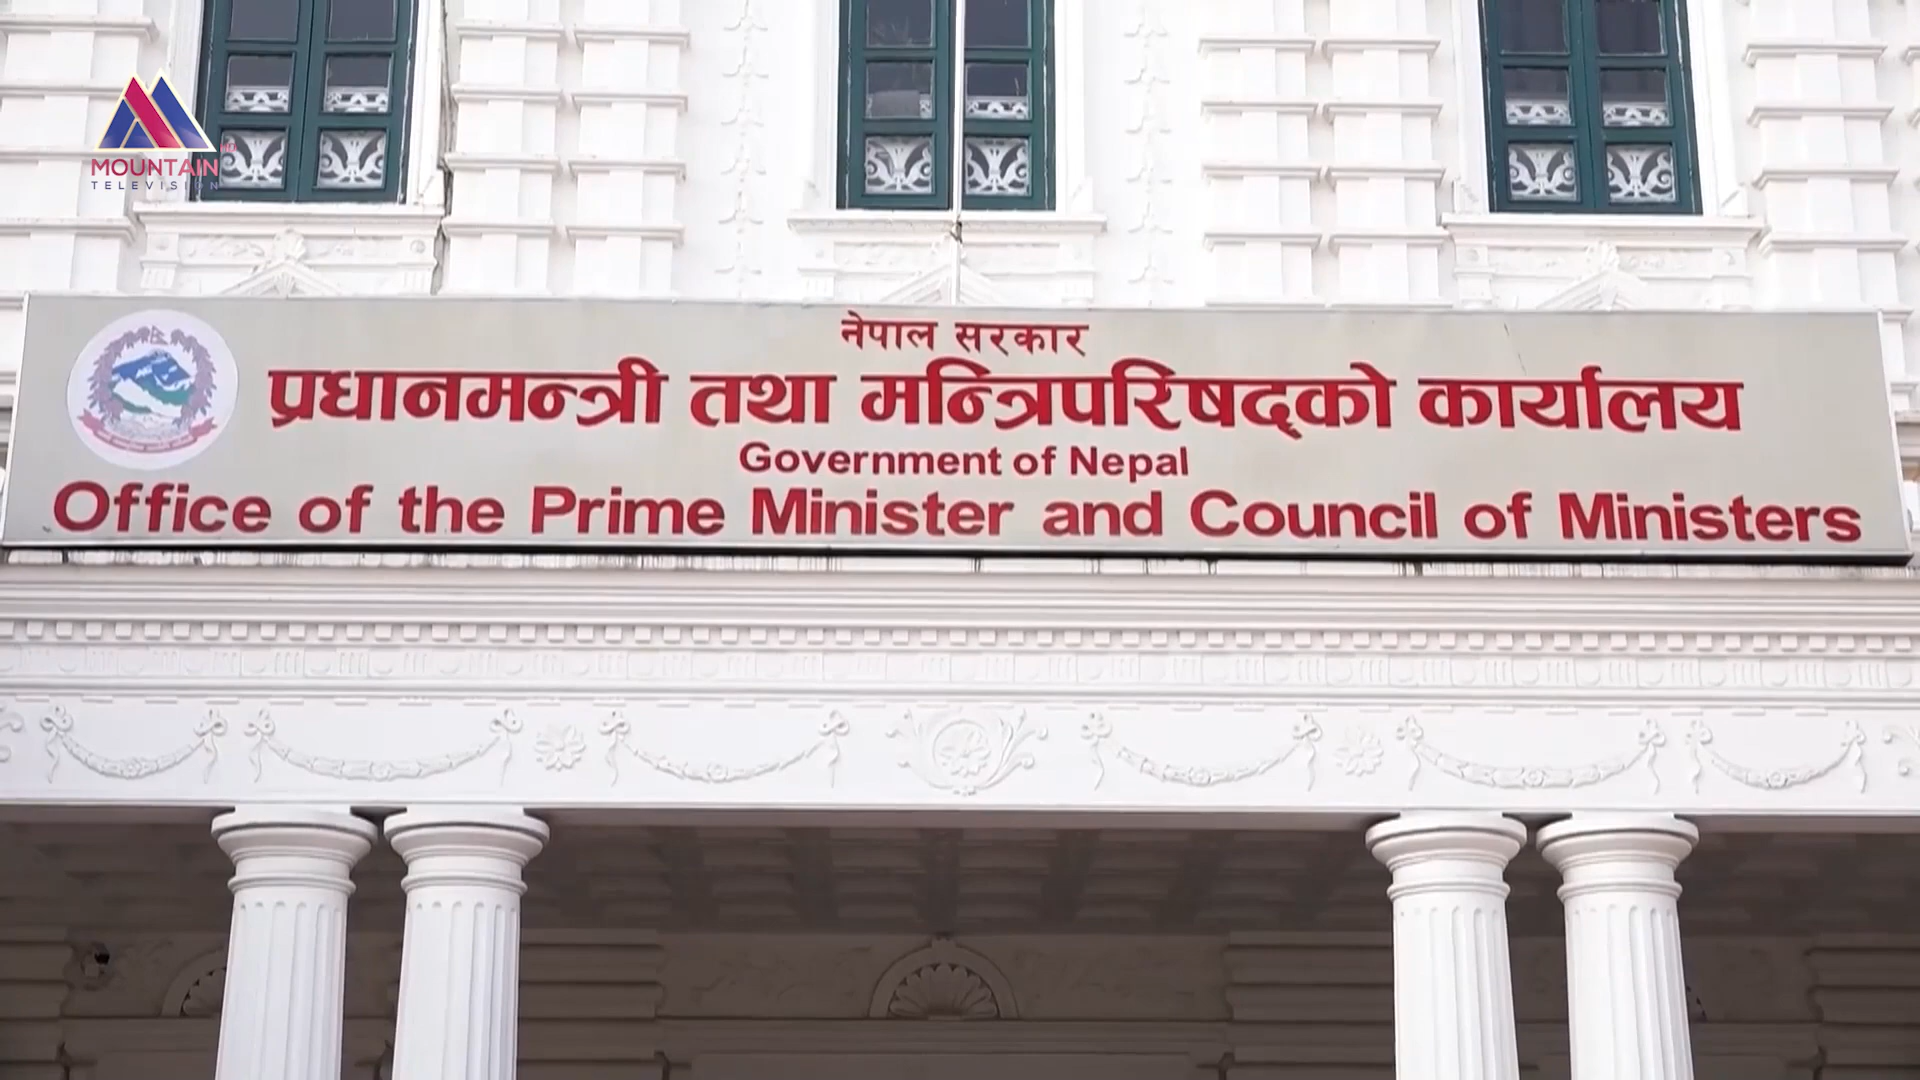 MOUNTAIN
TELEVISION
नेपाल सरकार
प्रधानमन्त्री तथा मन्त्रिपरिषद्को कार्यालय
Government of Nepal
Office of the Prime Minister and Council of Ministers